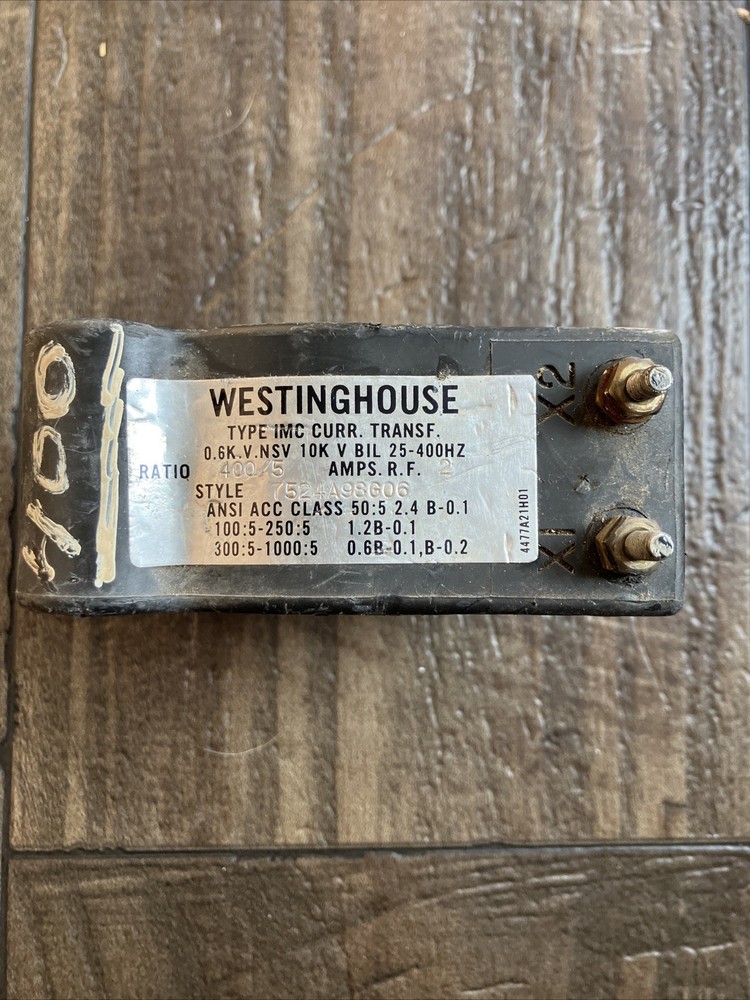 WESTINGHOUSE
TYPE IMC CURR. TRANSF.
0.6K.V.NSV 10K V BIL 25-400HZ
RATIO 400/5 AMPS. R.F. 2
STYLE 7524A98G06
ANSI ACC CLASS 50:5 2.4 B-0.1
100:5-250:5 1.2B-0.1
300:5-1000:5 0.6B-0.1,B-0.2
4477A21H01
X2
X1